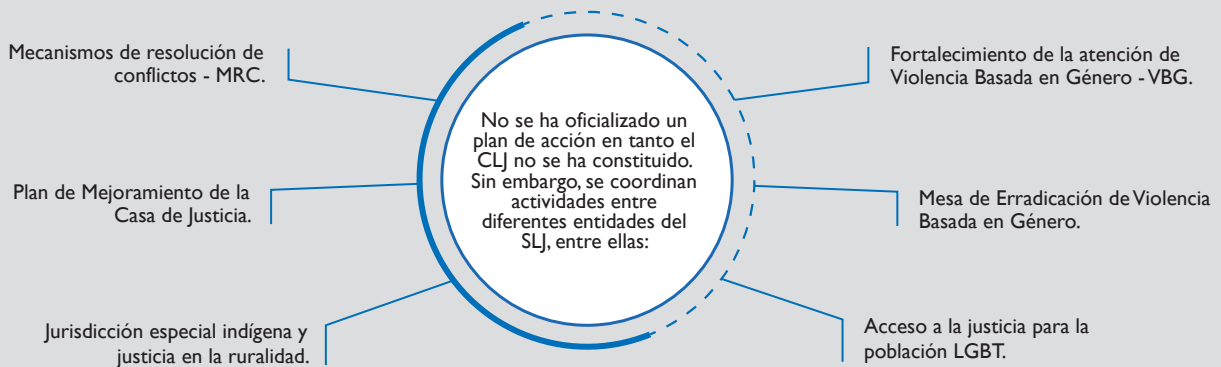 Mecanismos de resolución de
conflictos - MRC.
Plan de Mejoramiento de la
Casa de Justicia.
Jurisdicción especial indígena y
justicia en la ruralidad.
No se ha oficializado un
plan de acción en tanto el
CLJ no se ha constituido.
Sin embargo, se coordinan
actividades entre
diferentes entidades del
SLJ, entre ellas:
Fortalecimiento de la atención de
Violencia Basada en Género - VBG.
Mesa de Erradicación de Violencia
Basada en Género.
Acceso a la justicia para la
población LGBT.